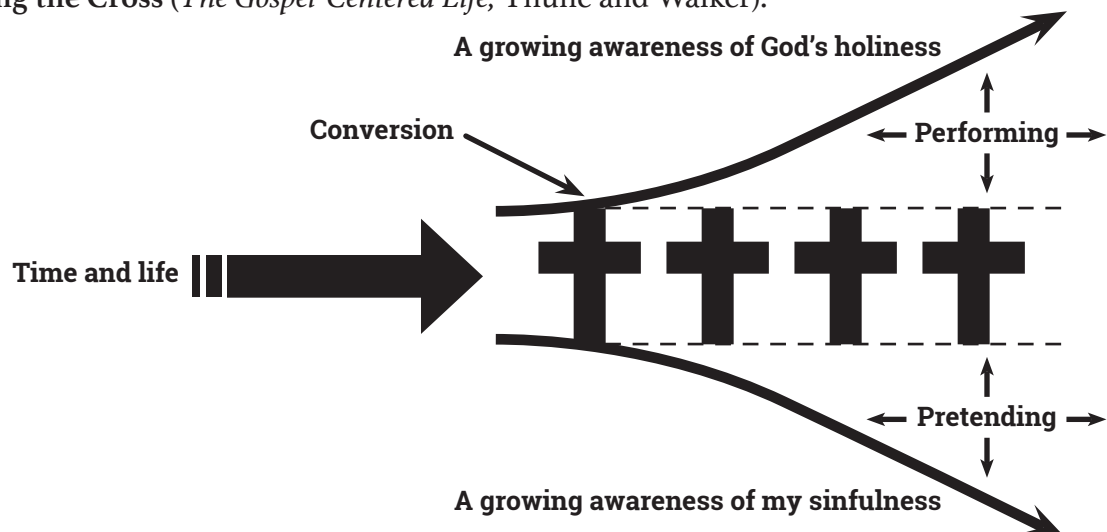 ng the Cross (The Gospel-Centered Life, Thune and Walker).
A growing awareness of God's holiness
Conversion
Performing
Time and life
Pretending
A growing awareness of my sinfulness